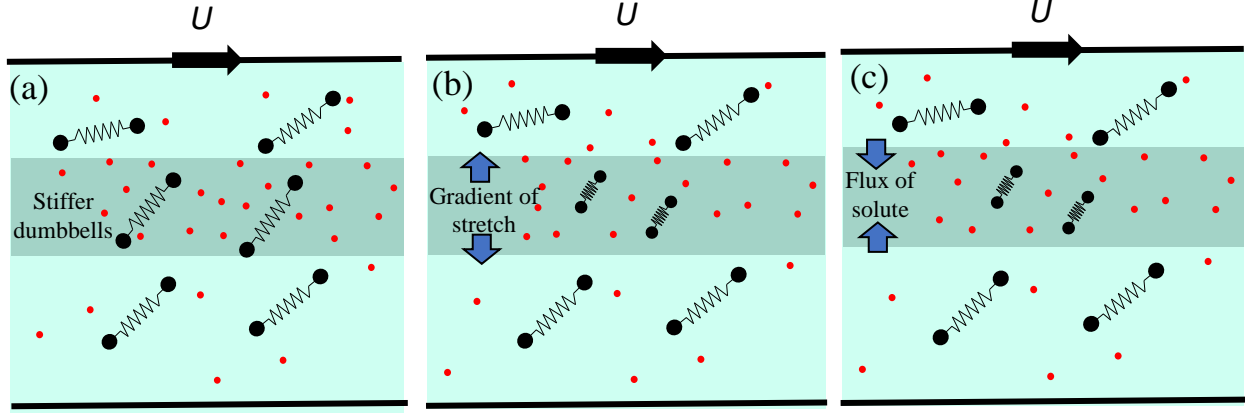 U
U
U
(a)
Stiffer
dumbbells
(b)
Gradient of
stretch
(c)
Flux of
solute